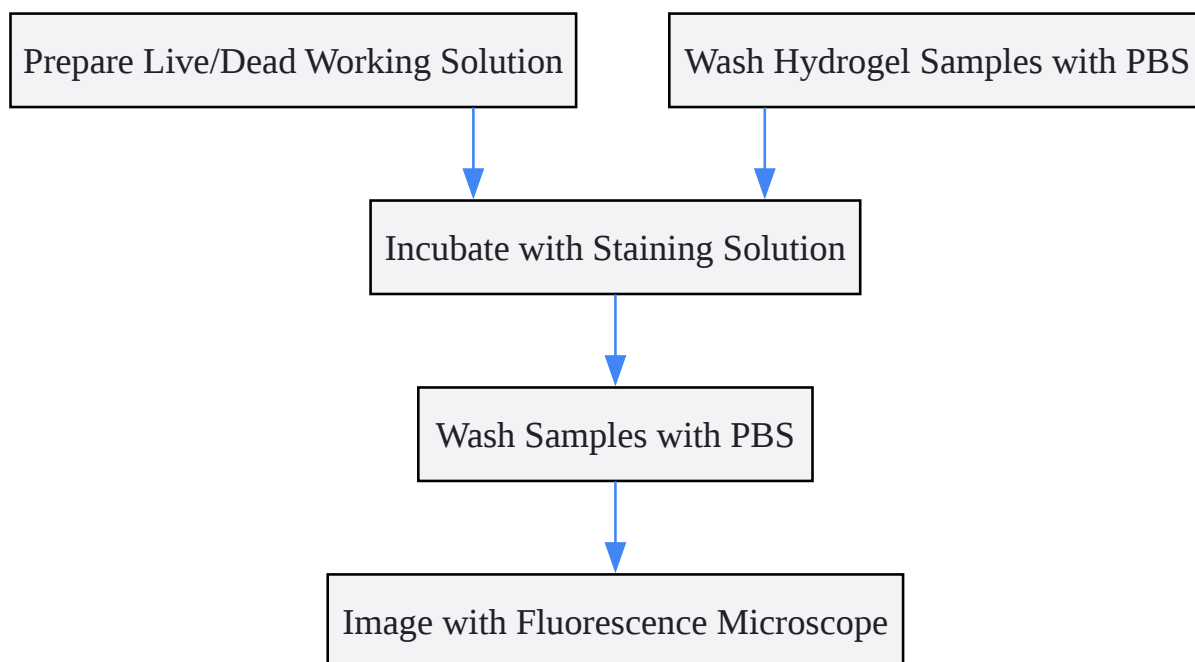 Prepare Live/Dead Working Solution
Wash Hydrogel Samples with PBS
Incubate with Staining Solution
Wash Samples with PBS
Image with Fluorescence Microscope